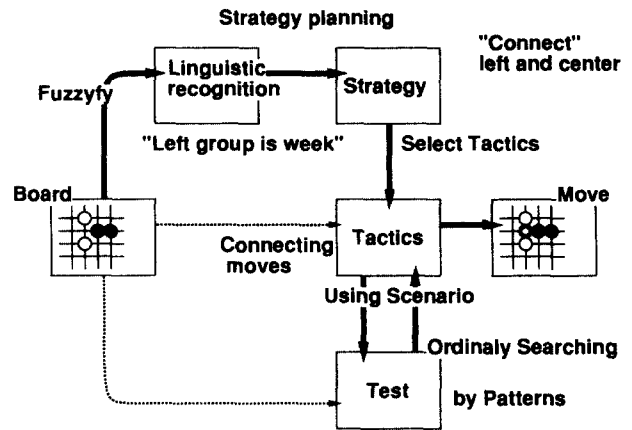 Strategy planning
"Connect"
left and center
Linguistic
recognition
Strategy
Fuzzyfy
"Left group is week"
Select Tactics
Board
Move
Tactics
Connecting
moves
Using Scenario
Ordinaly Searching
Test
by Patterns